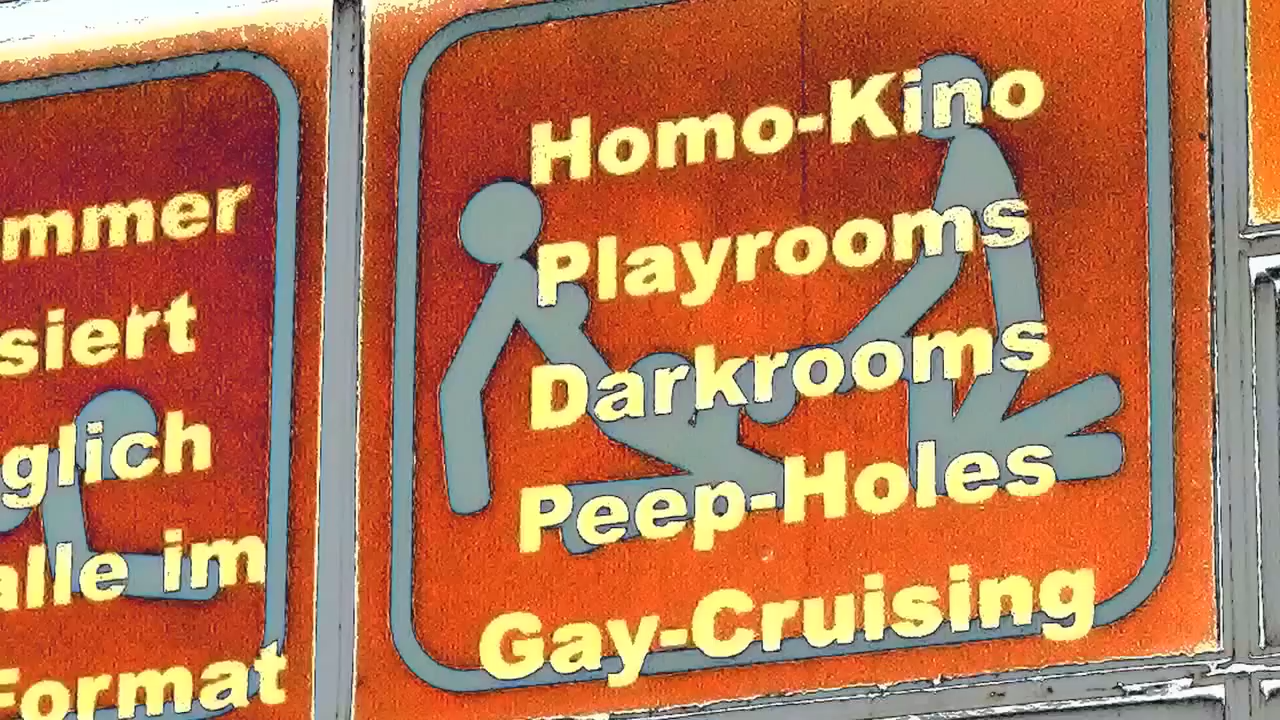 mmer
siert
glich
alle im
Format
Homo-Kino
Playrooms
Darkrooms
Peep-Holes
Gay-Cruising